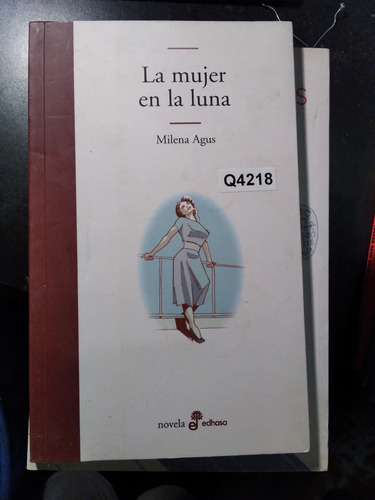 La mujer
en la luna
Milena Agus
Q4218
novela edhasa
S